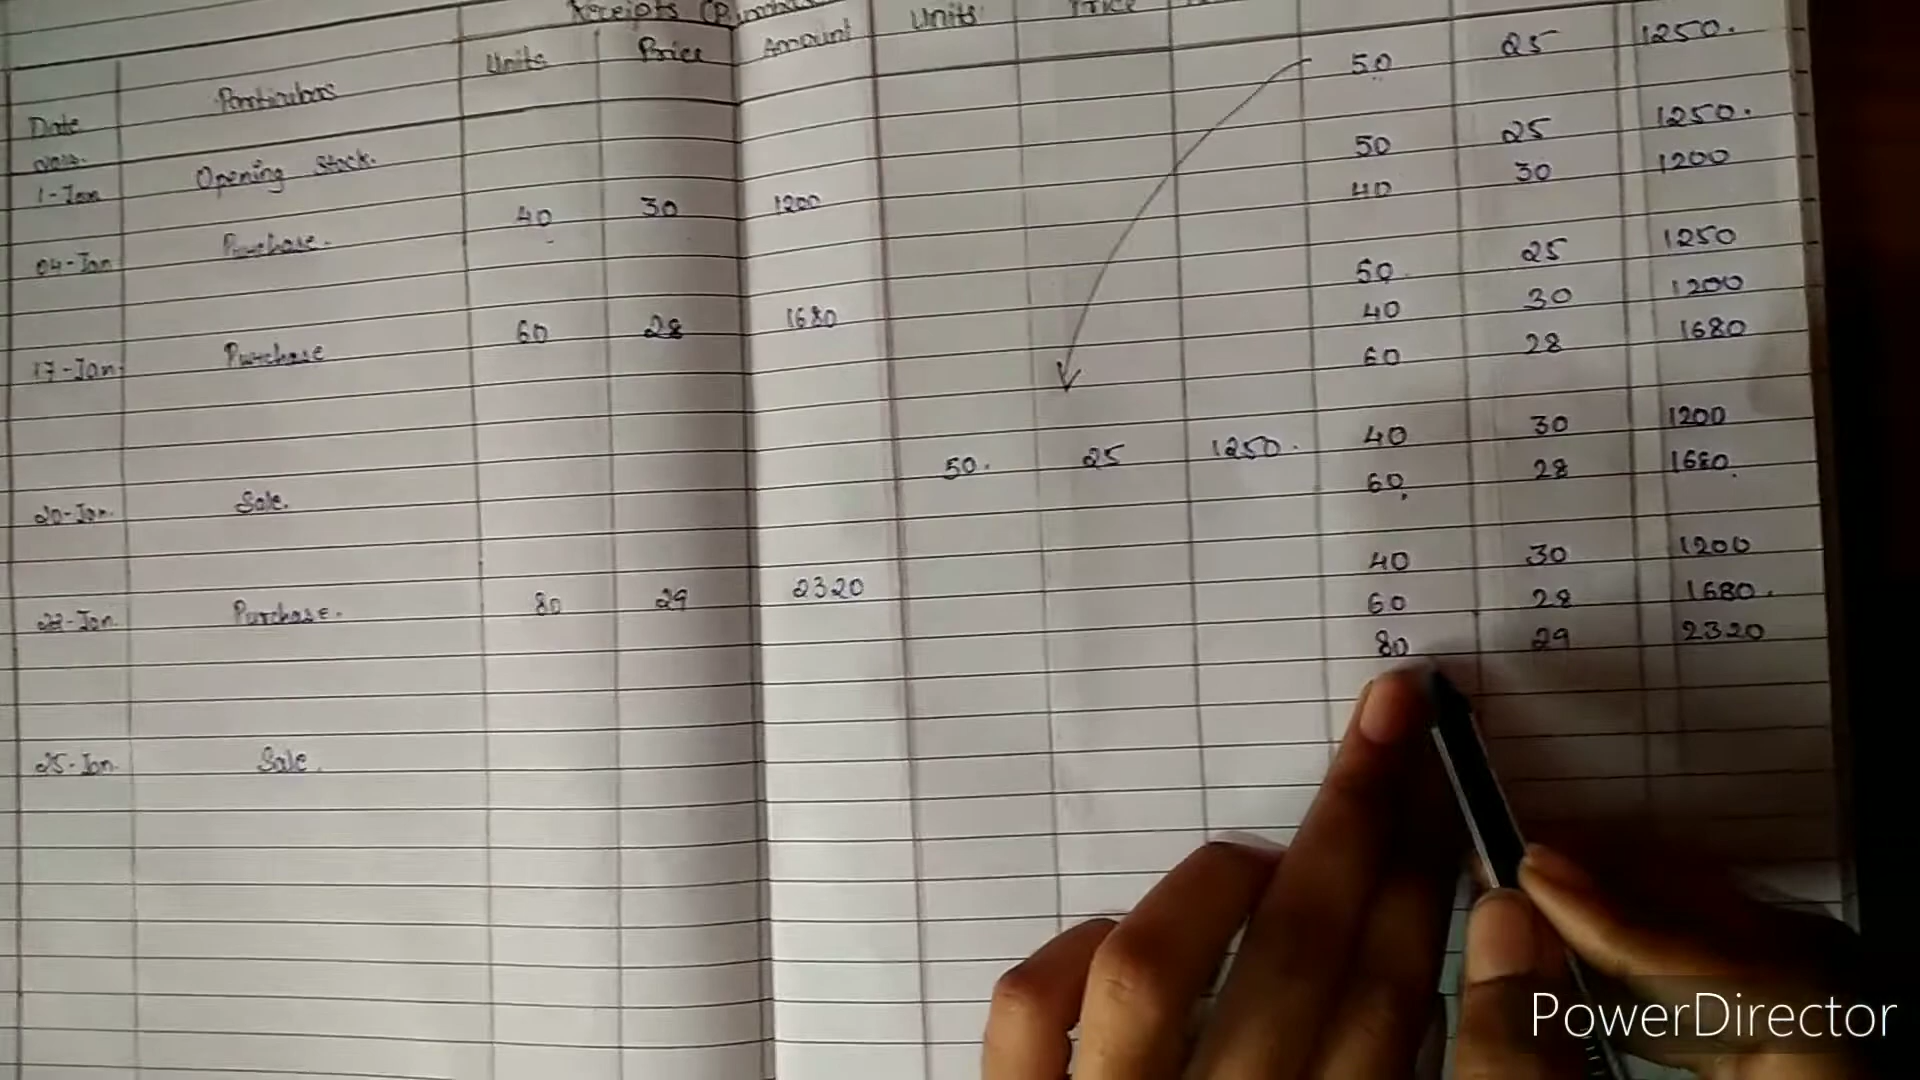 Receipts (Purchase
Units Price Amount Units Price
Date Particulars
1-Jan Opening Stock. 50 25 1250.
04-Jan Purchase. 40 30 1200 50 25 1250.
40 30 1200
17-Jan Purchase 60 28 1680 50 25 1250
40 30 1200
60 28 1680
20-Jan Sale. 50. 25 1250. 40 30 1200
60 28 1680.
22-Jan Purchase. 80 29 2320 40 30 1200
60 28 1680.
80 29 2320
25-Jan Sale.
PowerDirector